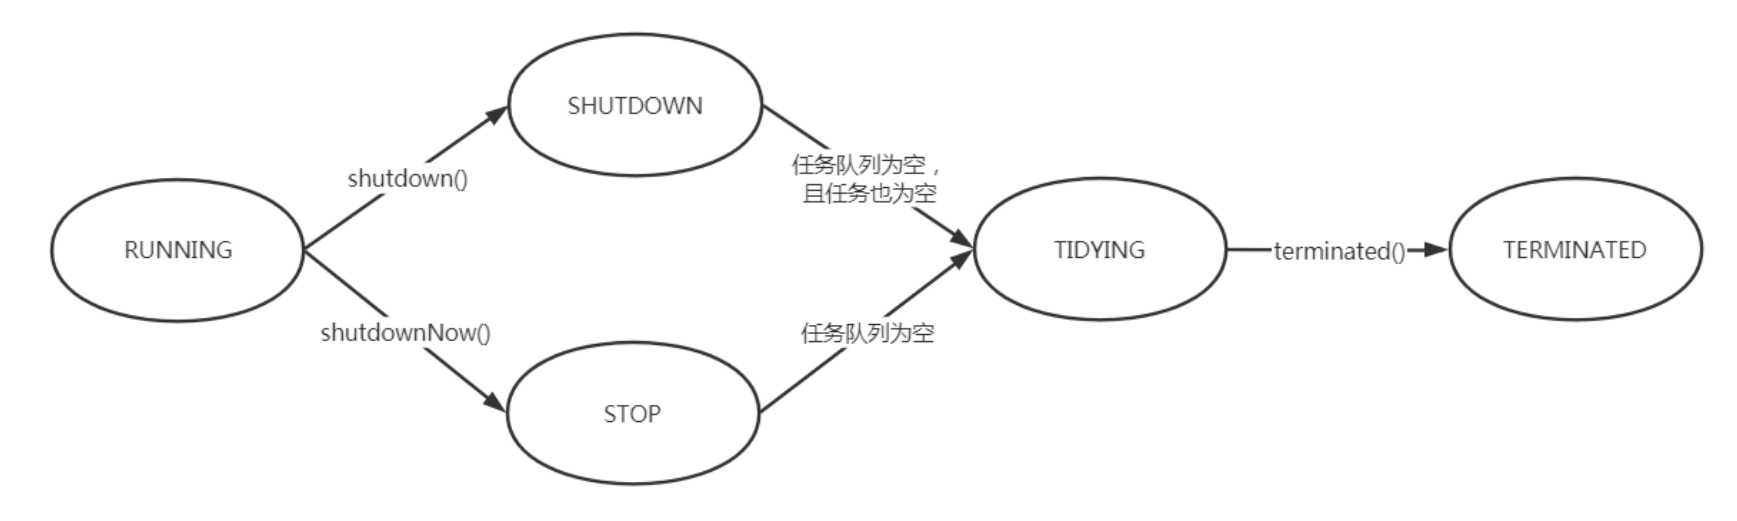 SHUTDOWN
shutdown()
任务队列为空，
且任务也为空
RUNNING
TIDYING
terminated()
TERMINATED
shutdownNow()
任务队列为空
STOP